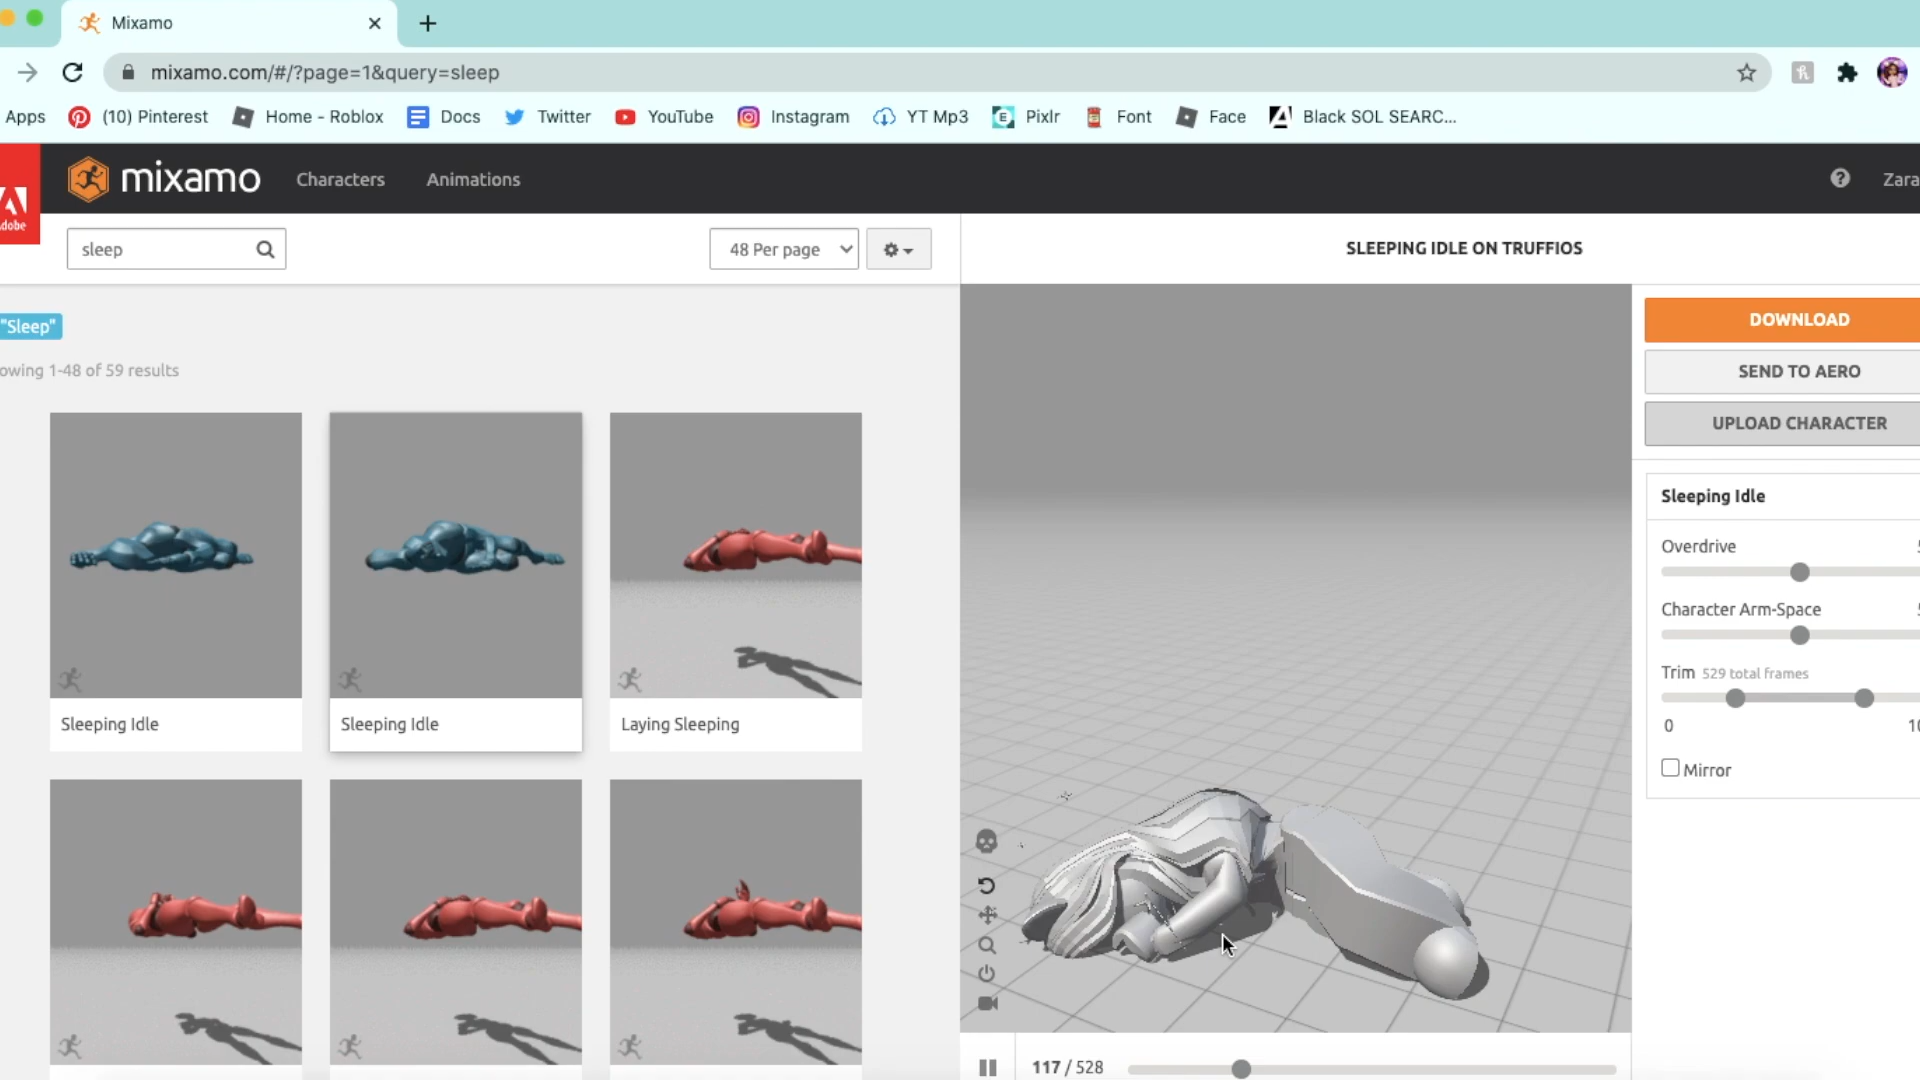 Mixamo
mixamo.com/#/?page=1&query=sleep
Apps (10) Pinterest Home - Roblox Docs Twitter YouTube Instagram YT Mp3 Pixlr Font Face Black SOL SEARC...
Adobe
mixamo Characters Animations Zara
sleep 48 Per page SLEEPING IDLE ON TRUFFIOS
"Sleep"
owing 1-48 of 59 results
DOWNLOAD
SEND TO AERO
UPLOAD CHARACTER
Sleeping Idle
Overdrive
Character Arm-Space
Trim 529 total frames
0 10
Mirror
Sleeping Idle Sleeping Idle Laying Sleeping
117 / 528